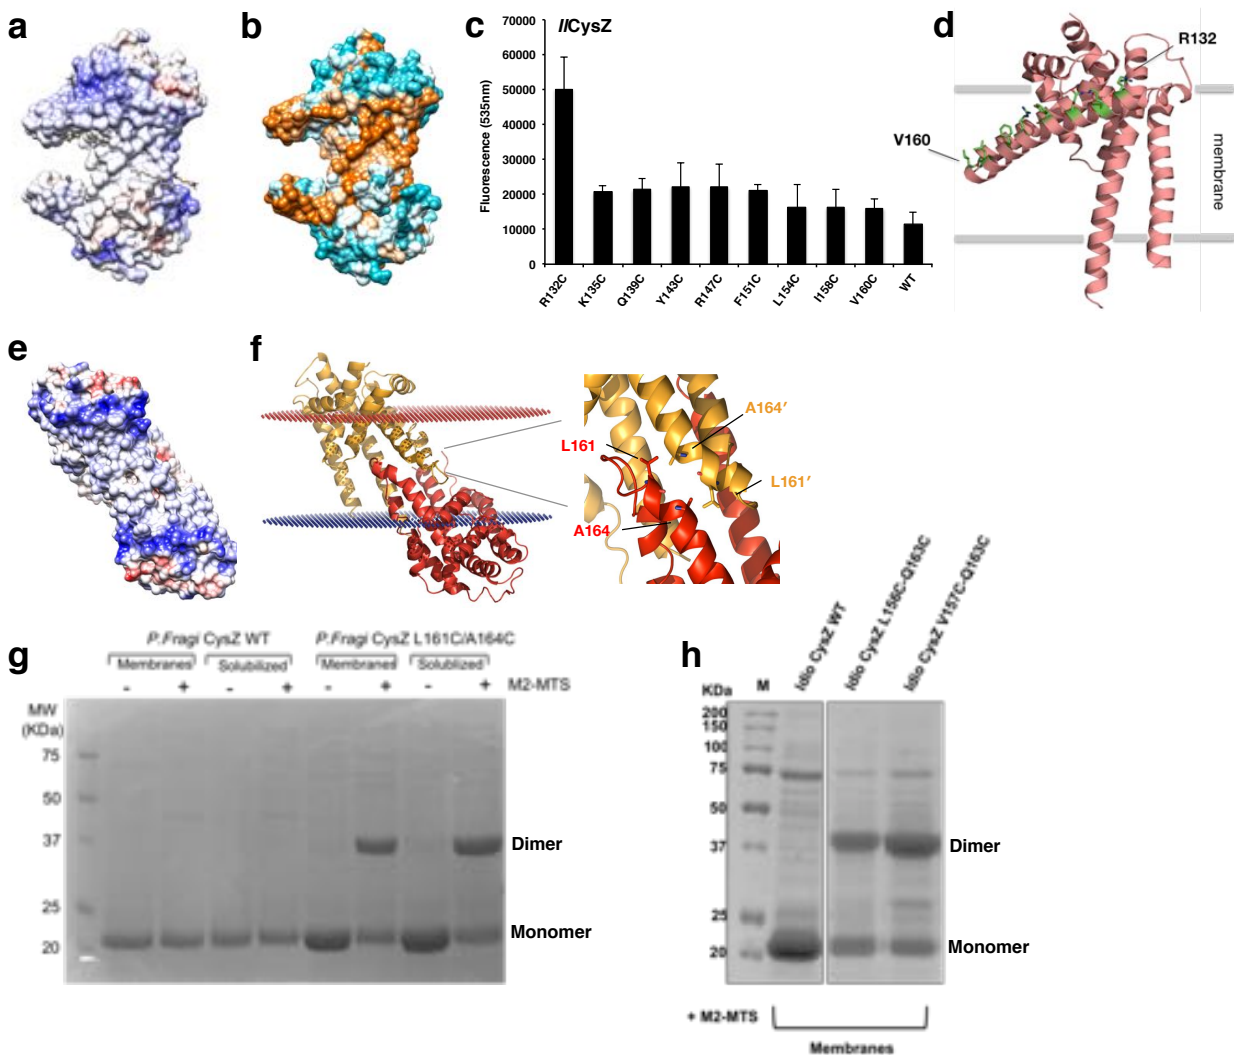 a
b
c
IlCysZ
70000
60000
50000
40000
30000
20000
10000
0
Fluorescence (535nm)
R132C
K135C
Q139C
Y143C
R147C
F151C
L154C
I158C
V160C
WT
d
R132
V160
membrane
e
f
A164′
L161
L161′
A164
g
P.Fragi CysZ WT
P.Fragi CysZ L161C/A164C
Membranes
Solubilized
Membranes
Solublized
- + - + - + - + M2-MTS
MW
(KDa)
75
50
37
25
20
Dimer
Monomer
h
Idio CysZ WT
Idio CysZ L156C-Q163C
Idio CysZ V157C-Q163C
KDa M
200
150
100
75
50
37
25
20
Dimer
Monomer
+ M2-MTS
Membranes